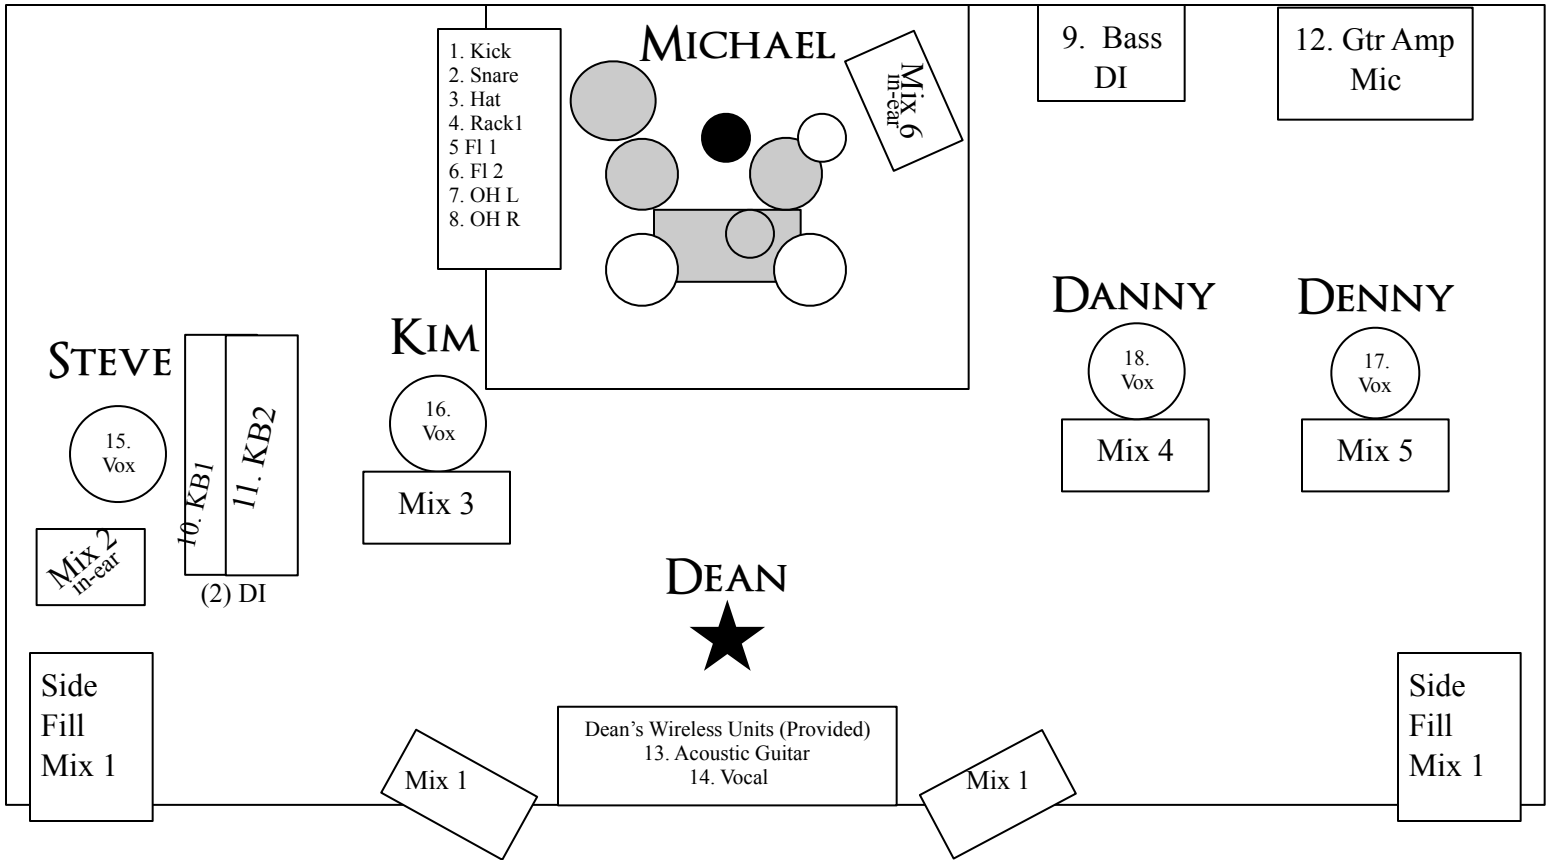 1. Kick
2. Snare
3. Hat
4. Rack1
5 Fl 1
6. Fl 2
7. OH L
8. OH R
MICHAEL
Mix 6
in-ear
9. Bass
DI
12. Gtr Amp
Mic
STEVE
15.
Vox
Mix 2
in-ear
10. KB1
11. KB2
(2) DI
KIM
16.
Vox
Mix 3
DANNY
18.
Vox
Mix 4
DENNY
17.
Vox
Mix 5
DEAN
Side
Fill
Mix 1
Mix 1
Dean’s Wireless Units (Provided)
13. Acoustic Guitar
14. Vocal
Mix 1
Side
Fill
Mix 1